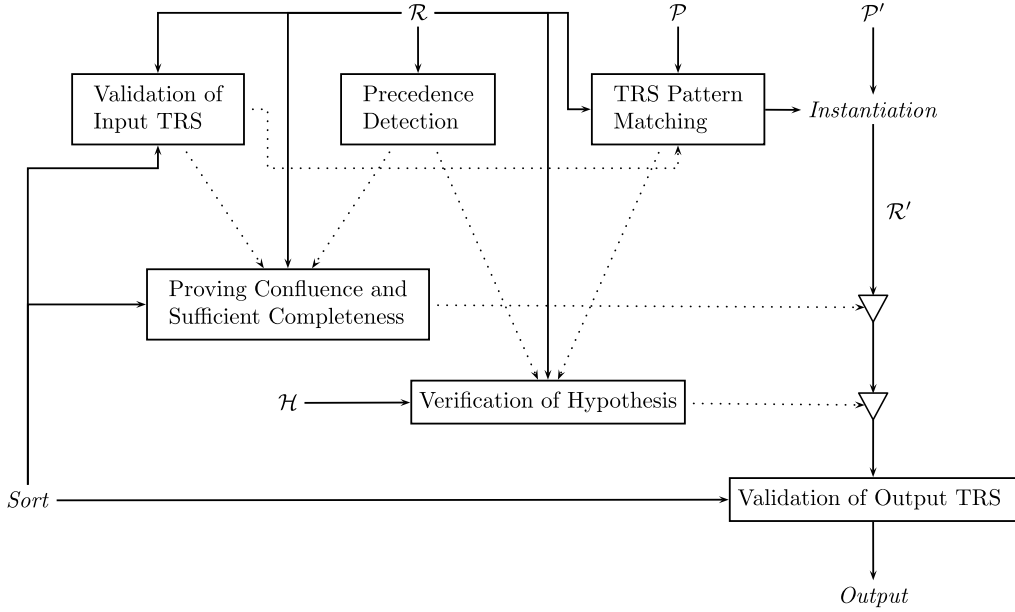 ℛ
𝒫
𝒫′
Validation of
Input TRS
Precedence
Detection
TRS Pattern
Matching
Instantiation
ℛ′
Proving Confluence and
Sufficient Completeness
ℋ
Verification of Hypothesis
Sort
Validation of Output TRS
Output